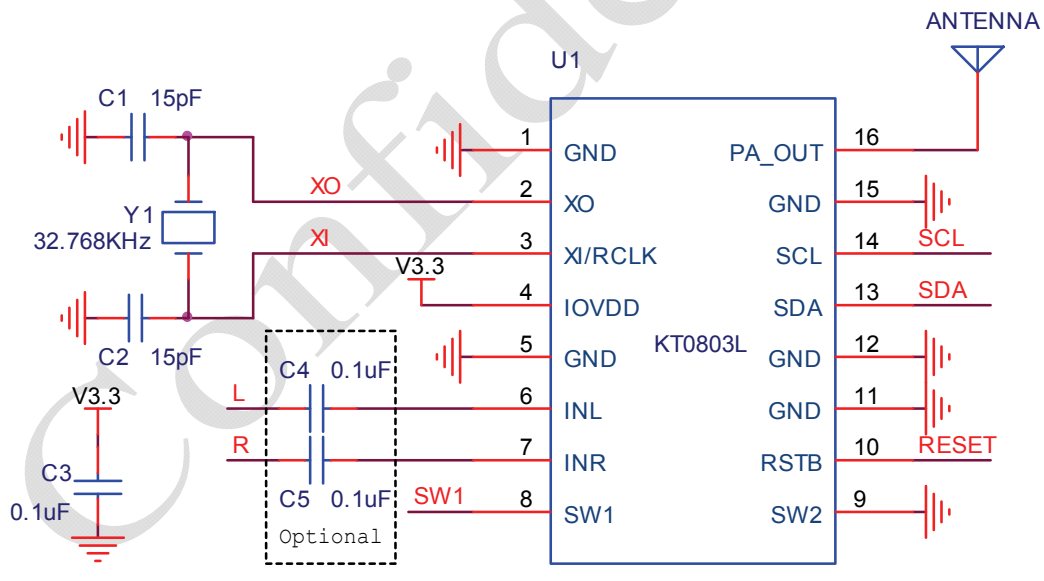 ANTENNA
U1
C1 15pF
1 GND PA_OUT 16
XO 2 XO GND 15
Y1
32.768KHz
XI 3 XI/RCLK SCL 14 SCL
V3.3
4 IOVDD SDA 13 SDA
C2 15pF
5 GND KT0803L GND 12
C4 0.1uF
V3.3
L 6 INL GND 11
R 7 INR RSTB 10 RESET
C3
0.1uF
C5 0.1uF
SW1 8 SW1 SW2 9
Optional
Confide